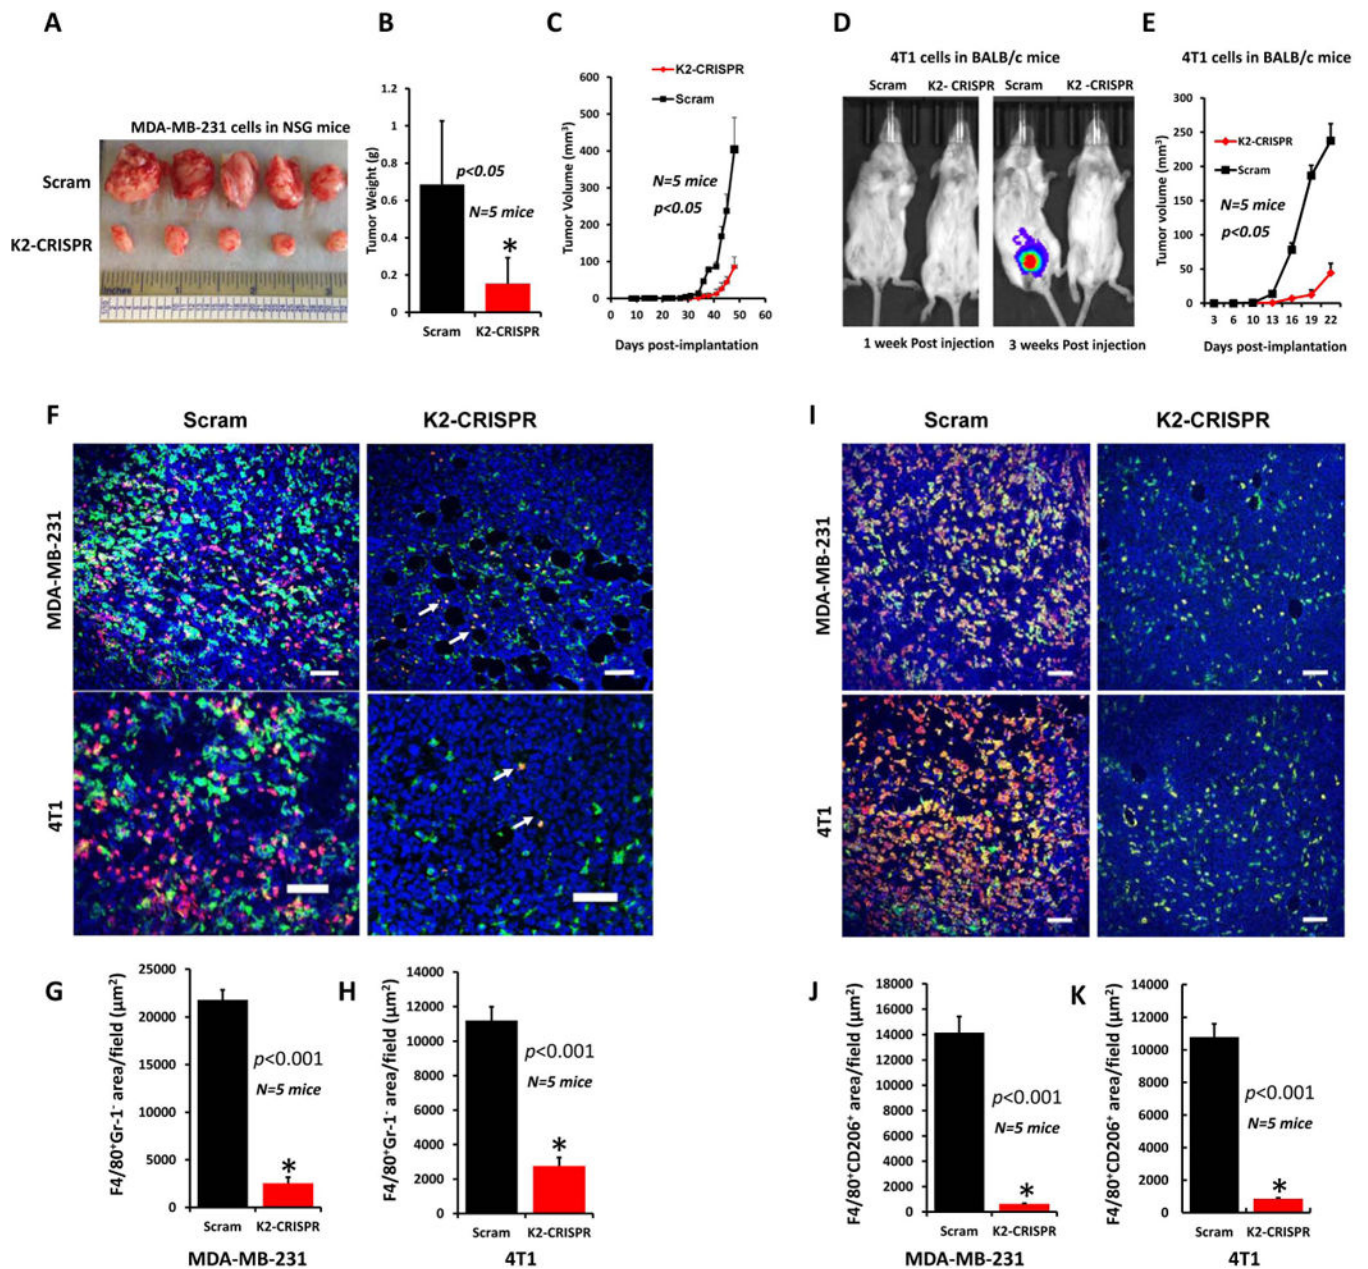 A
MDA-MB-231 cells in NSG mice
Scram
K2-CRISPR
Inches
1
2
3
B
Tumor Weight (g)
1.2
1
0.8
0.6
0.4
0.2
0
p<0.05
N=5 mice
*
Scram
K2-CRISPR
C
K2-CRISPR
Scram
Tumor Volume (mm³)
600
500
400
300
200
100
0
N=5 mice
p<0.05
0 10 20 30 40 50 60
Days post-implantation
D
4T1 cells in BALB/c mice
Scram K2- CRISPR Scram K2 -CRISPR
1 week Post injection
3 weeks Post injection
E
4T1 cells in BALB/c mice
Tumor volume (mm³)
300
250
200
150
100
50
0
K2-CRISPR
Scram
N=5 mice
p<0.05
3 6 10 13 16 19 22
Days post-implantation
F
Scram
K2-CRISPR
MDA-MB-231
4T1
I
Scram
K2-CRISPR
MDA-MB-231
4T1
G
F4/80⁺Gr-1⁻ area/field (µm²)
25000
20000
15000
10000
5000
0
p<0.001
N=5 mice
*
Scram
K2-CRISPR
MDA-MB-231
H
F4/80⁺Gr-1⁻ area/field (µm²)
14000
12000
10000
8000
6000
4000
2000
0
p<0.001
N=5 mice
*
Scram
K2-CRISPR
4T1
J
F4/80⁺CD206⁺ area/field (µm²)
18000
16000
14000
12000
10000
8000
6000
4000
2000
0
p<0.001
N=5 mice
*
Scram
K2-CRISPR
MDA-MB-231
K
F4/80⁺CD206⁺ area/field (µm²)
14000
12000
10000
8000
6000
4000
2000
0
p<0.001
N=5 mice
*
Scram
K2-CRISPR
4T1